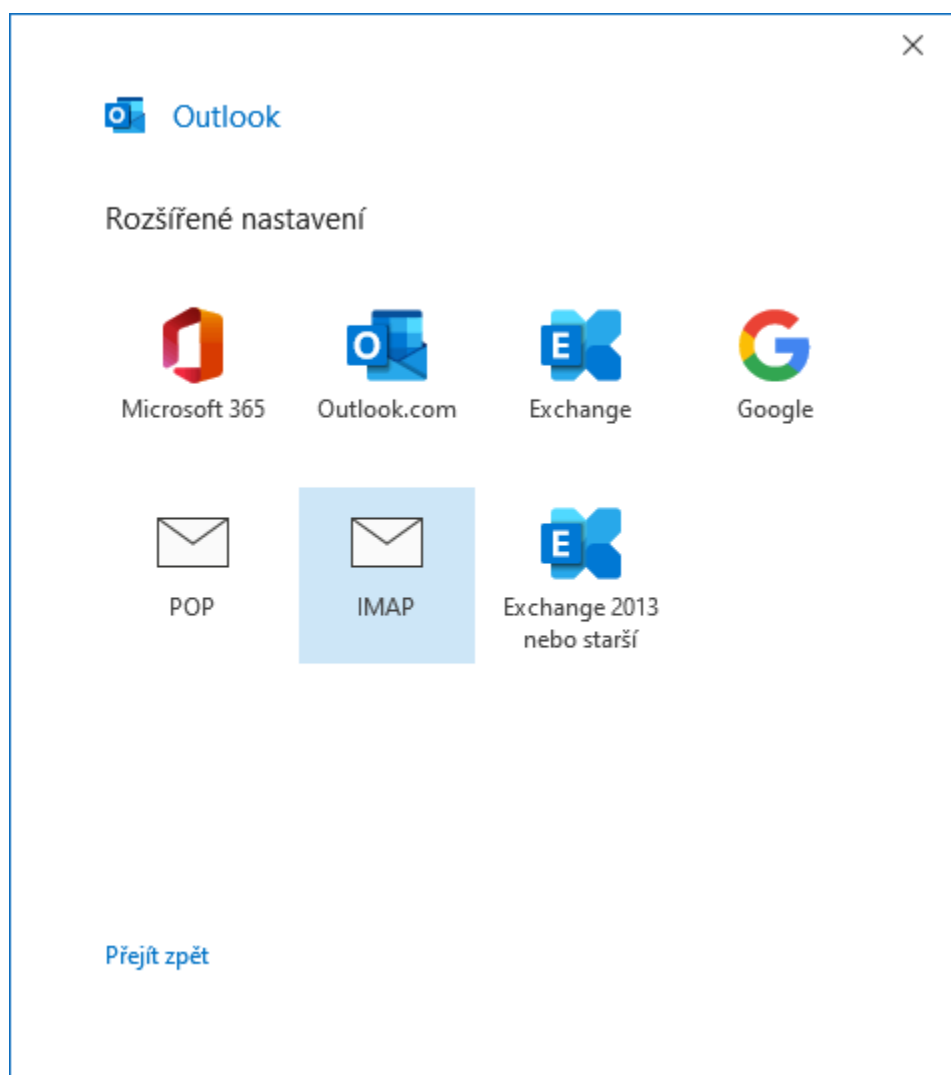 Outlook
Rozšířené nastavení
Microsoft 365
Outlook.com
Exchange
Google
POP
IMAP
Exchange 2013
nebo starší
Přejít zpět